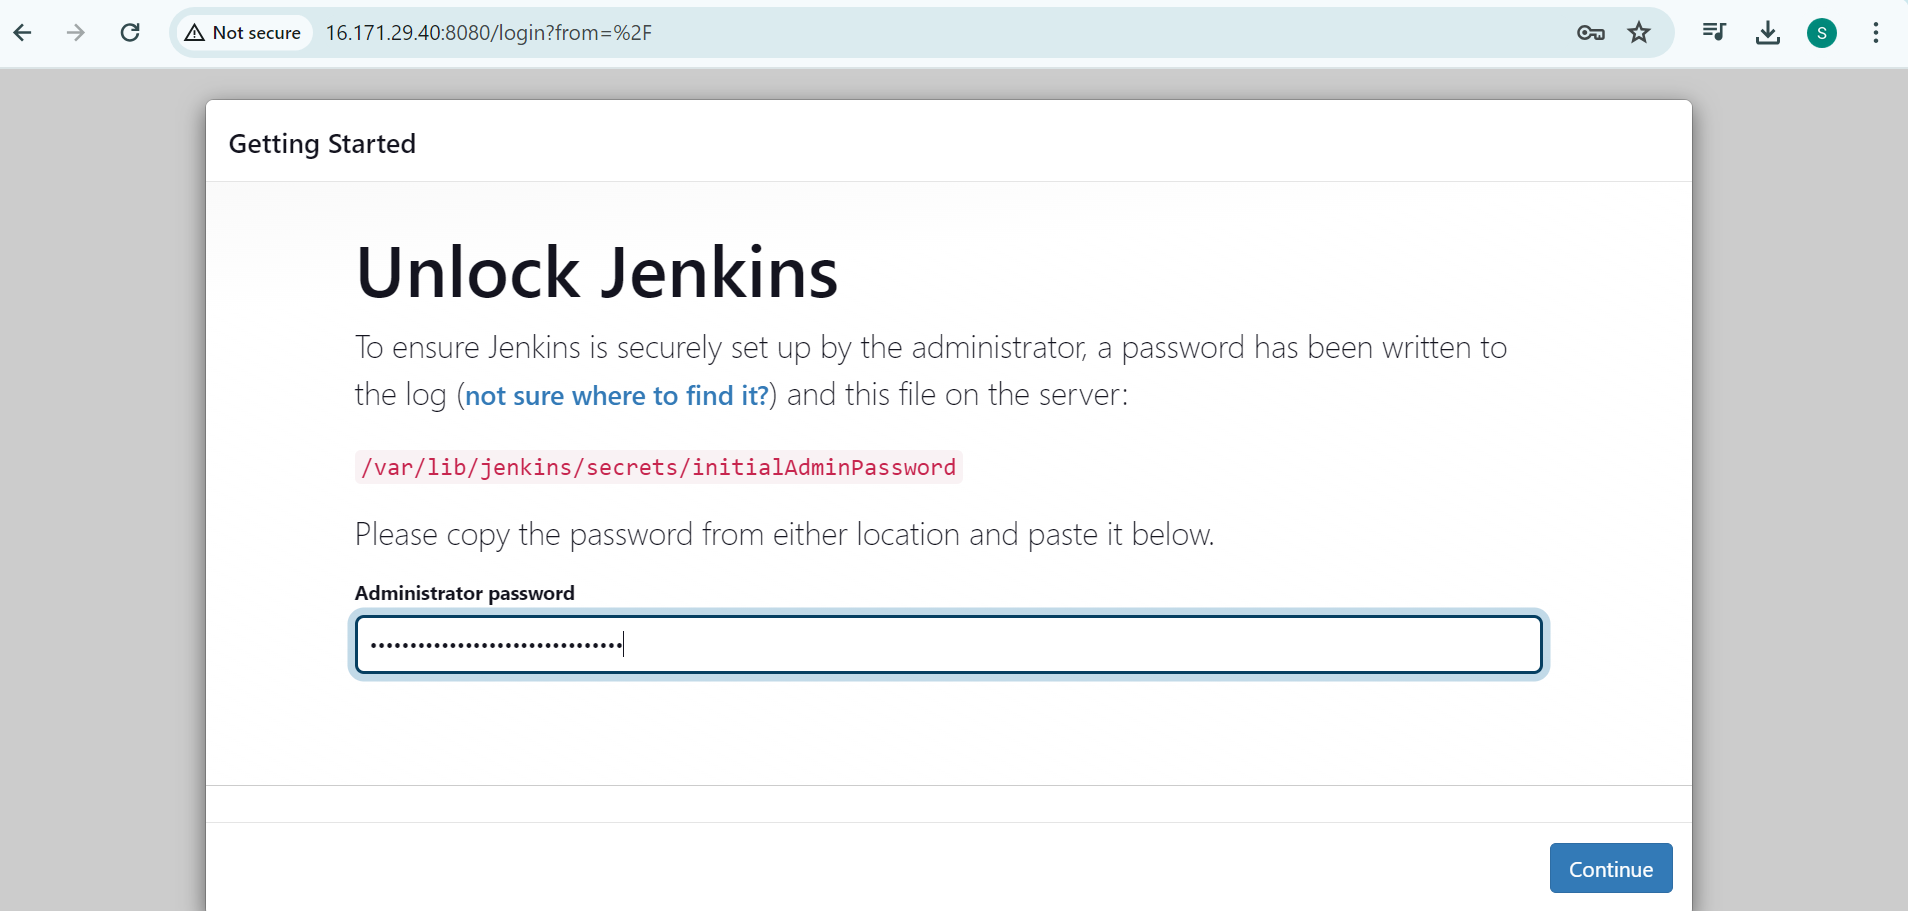 Not secure
16.171.29.40:8080/login?from=%2F
S
Getting Started
Unlock Jenkins
To ensure Jenkins is securely set up by the administrator, a password has been written to
the log (not sure where to find it?) and this file on the server:
/var/lib/jenkins/secrets/initialAdminPassword
Please copy the password from either location and paste it below.
Administrator password
Continue